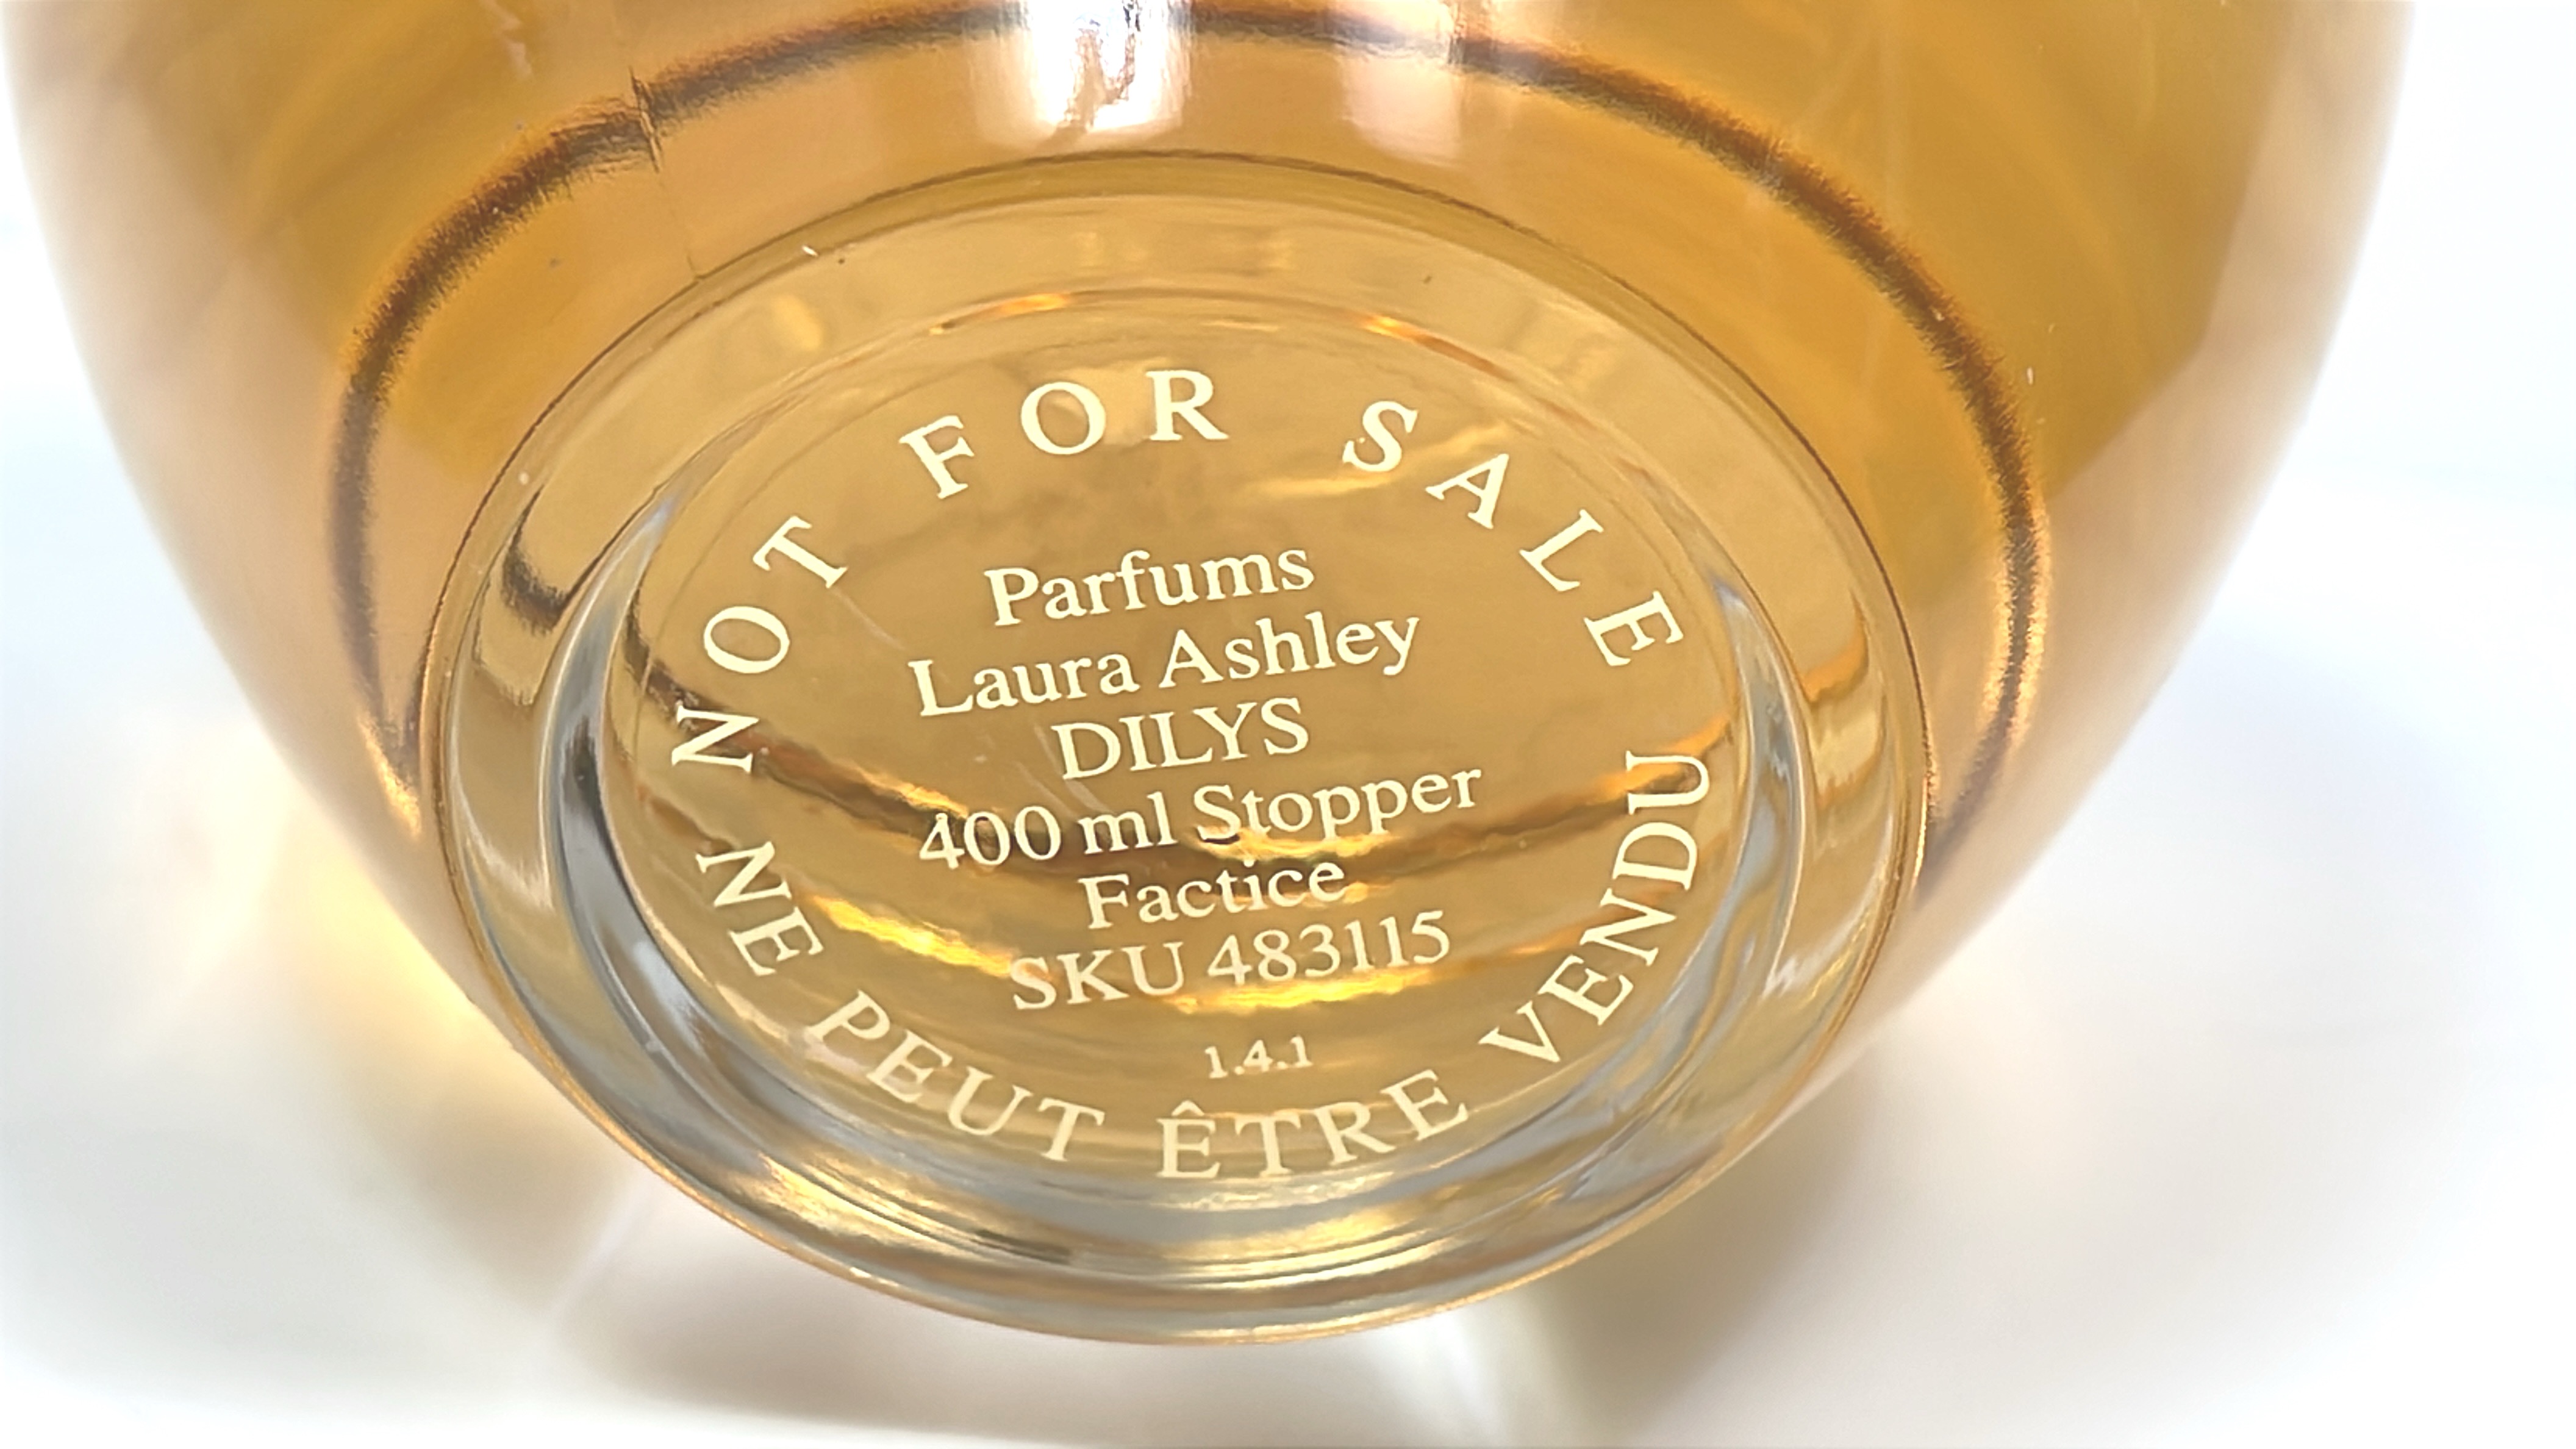 NOT FOR SALE
Parfums
Laura Ashley
DILYS
400 ml Stopper
Factice
SKU 483115
1.4.1
NE PEUT ÊTRE VENDU